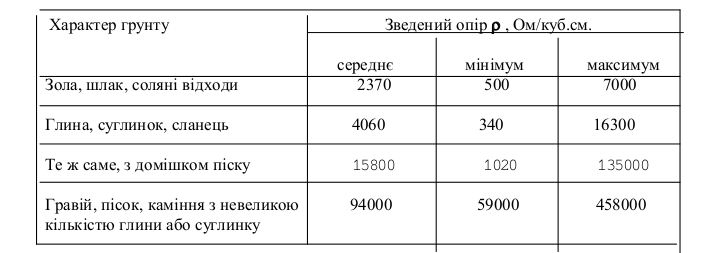 Характер грунту Зведений опір ρ , Ом/куб.см.
середнє мінімум максимум
Зола, шлак, соляні відходи 2370 500 7000
Глина, суглинок, сланець 4060 340 16300
Те ж саме, з домішком піску 15800 1020 135000
Гравій, пісок, каміння з невеликою 94000 59000 458000
кількістю глини або суглинку